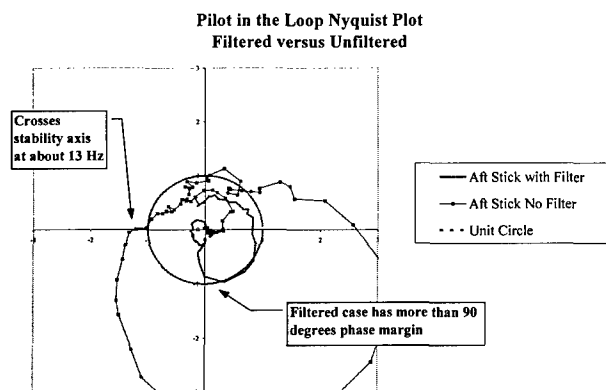 Pilot in the Loop Nyquist Plot
Filtered versus Unfiltered
-3
2
Crosses
stability axis
at about 13 Hz
Aft Stick with Filter
Aft Stick No Filter
Unit Circle
-2
2
Filtered case has more than 90
degrees phase margin
-2